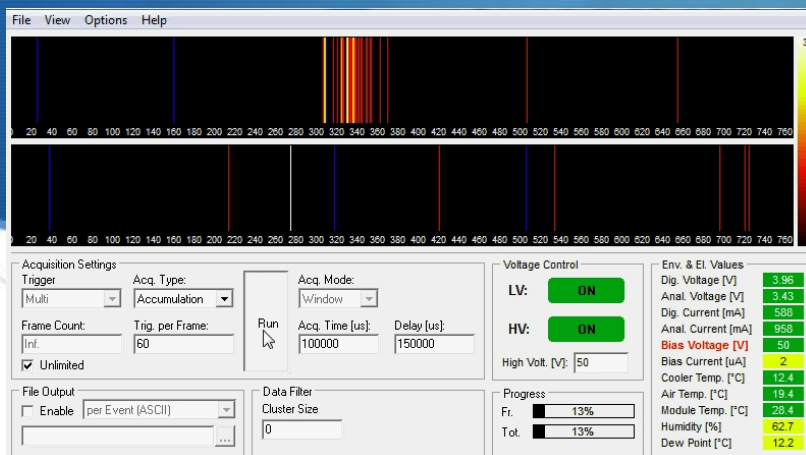 File View Options Help
3
0 20 40 60 80 100 120 140 160 180 200 220 240 260 280 300 320 340 360 380 400 420 440 460 480 500 520 540 560 580 600 620 640 660 680 700 720 740 760
0 20 40 60 80 100 120 140 160 180 200 220 240 260 280 300 320 340 360 380 400 420 440 460 480 500 520 540 560 580 600 620 640 660 680 700 720 740 760
Acquisition Settings
Trigger Acq. Type: Acq. Mode:
Multi Accumulation Window
Run
Frame Count: Trig. per Frame: Acq. Time [us]: Delay [us]:
Inf. 60 100000 150000
Unlimited
Voltage Control
LV: ON
HV: ON
High Volt. [V]: 50
Env. & El. Values
Dig. Voltage [V] 3.96
Anal. Voltage [V] 3.43
Dig. Current [mA] 588
Anal. Current [mA] 958
Bias Voltage [V] 50
Bias Current [uA] 2
Cooler Temp. [°C] 12.4
Air Temp. [°C] 19.4
Module Temp. [°C] 28.4
Humidity [%] 62.7
Dew Point [°C] 12.2
File Output
Enable per Event (ASCII)
...
Data Filter
Cluster Size
0
Progress
Fr. 13%
Tot. 13%